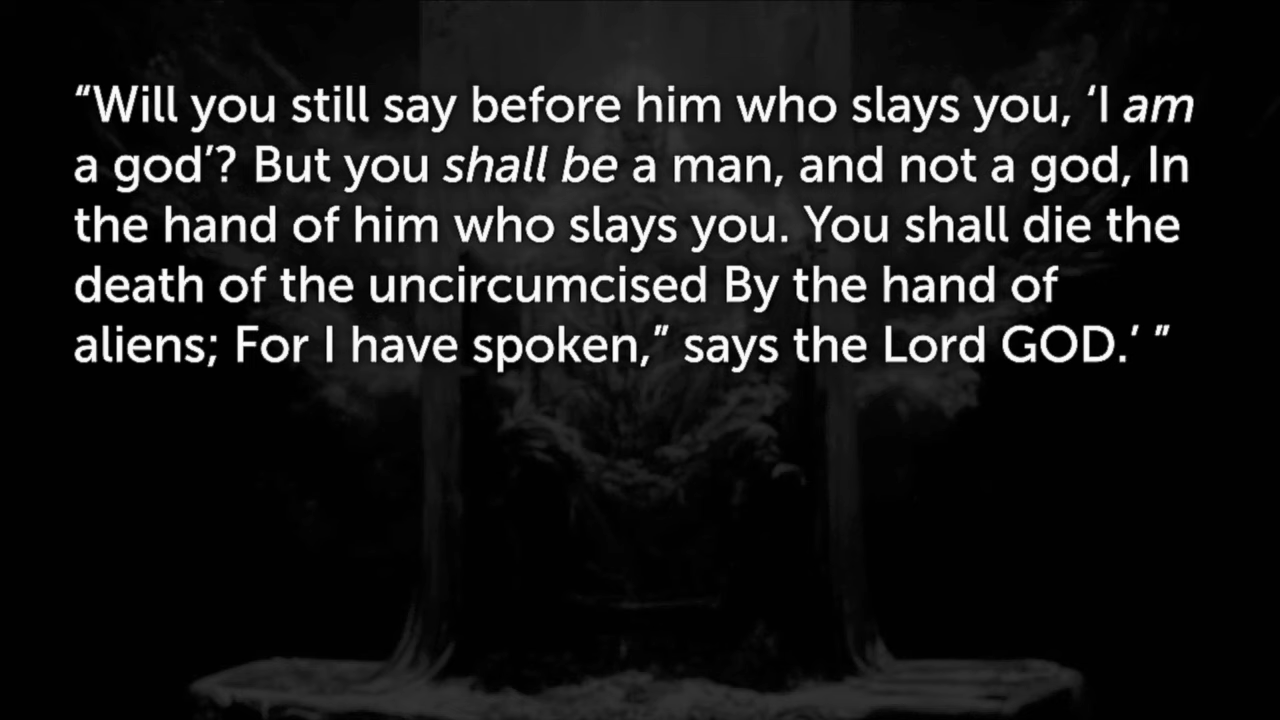 “Will you still say before him who slays you, ‘I am
a god’? But you shall be a man, and not a god, In
the hand of him who slays you. You shall die the
death of the uncircumcised By the hand of
aliens; For I have spoken,” says the Lord GOD.’ ”